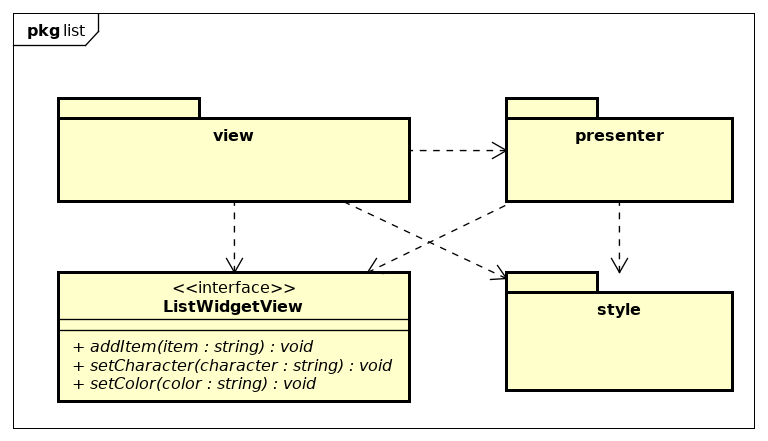 pkg list
view
presenter
<<interface>>
ListWidgetView
+ addItem(item : string) : void
+ setCharacter(character : string) : void
+ setColor(color : string) : void
style